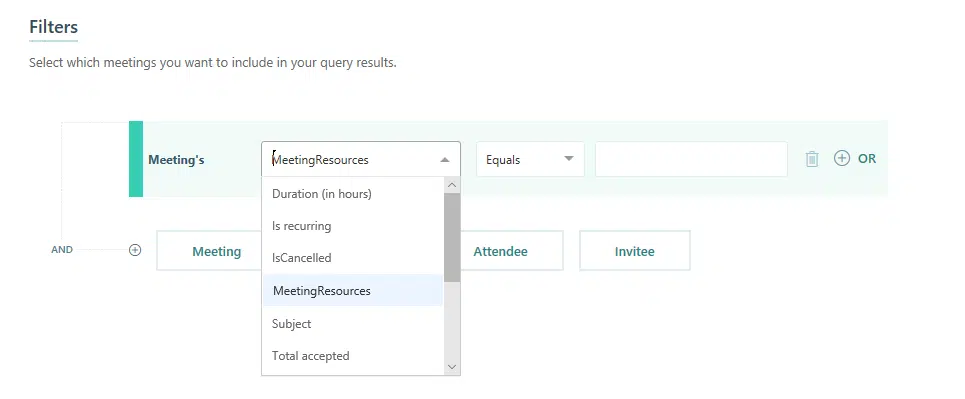 Filters
Select which meetings you want to include in your query results.
Meeting's MeetingResources Equals OR
Duration (in hours)
Is recurring
IsCancelled
MeetingResources
Subject
Total accepted
AND Meeting Attendee Invitee